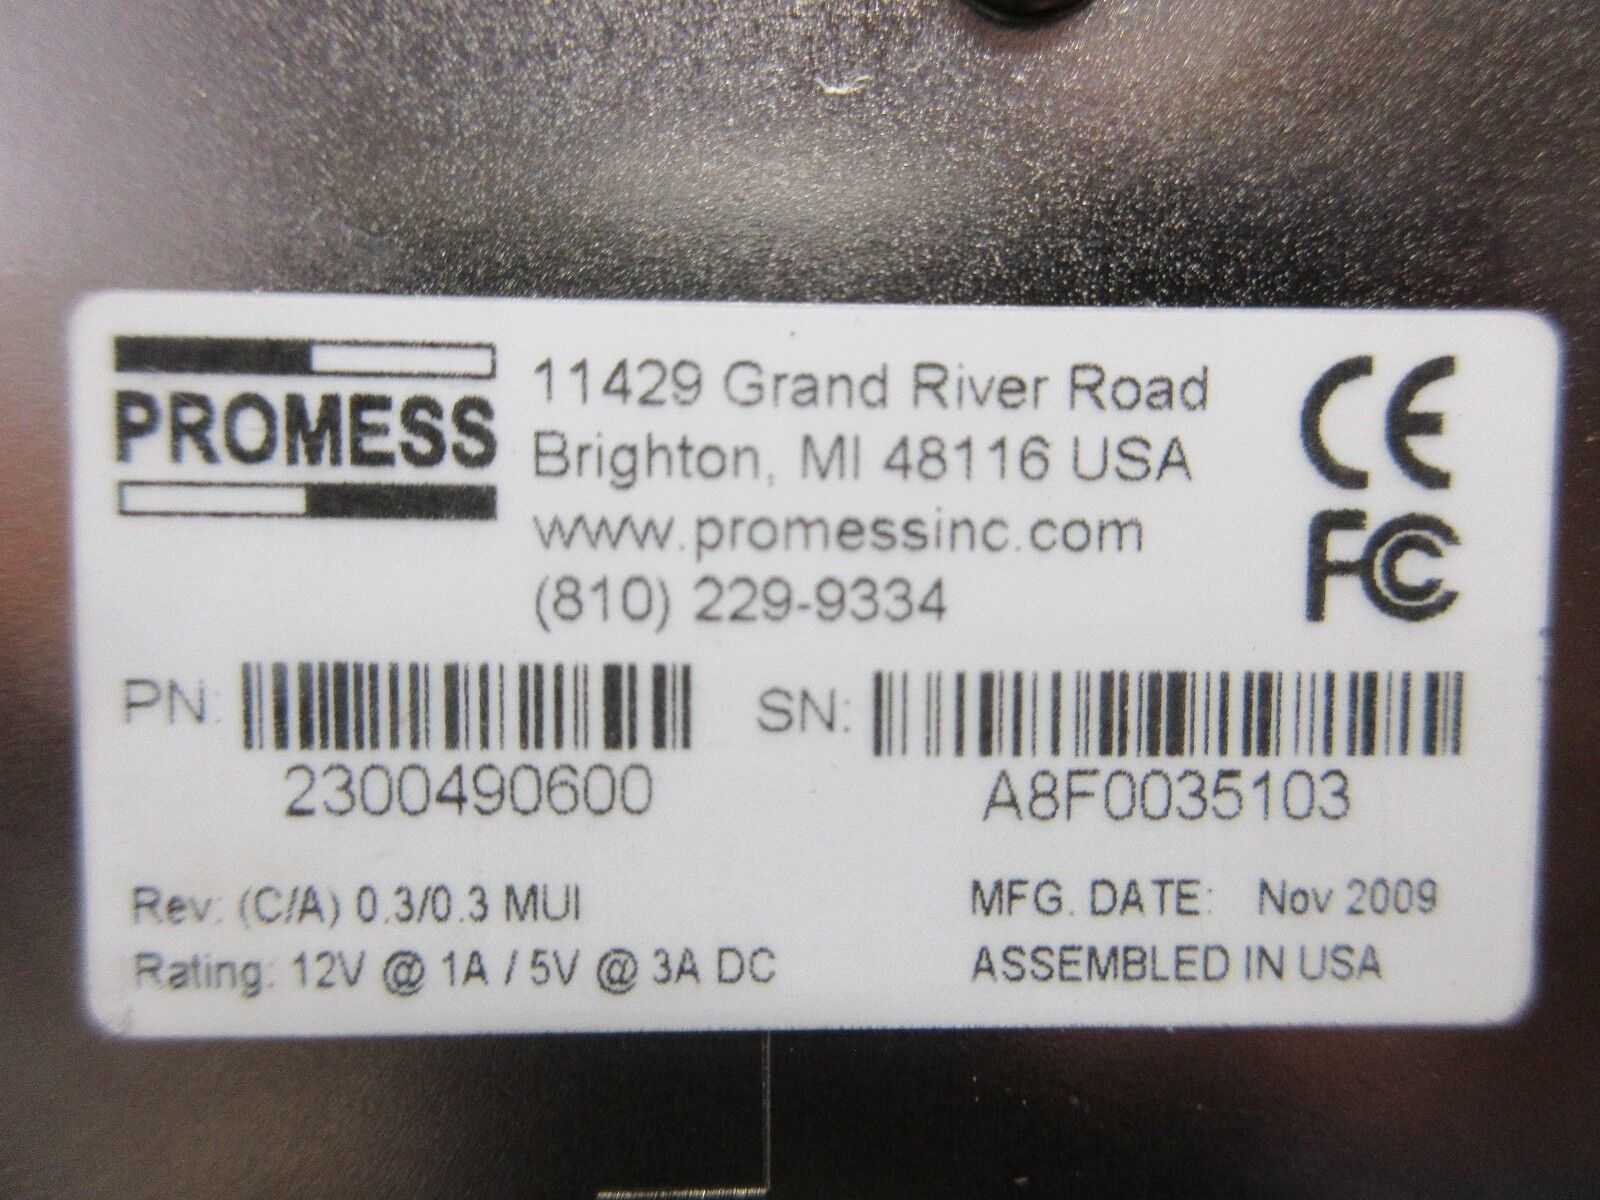 PROMESS
11429 Grand River Road
Brighton, MI 48116 USA
www.promessinc.com
(810) 229-9334
CE
FC
PN:
2300490600
SN:
A8F0035103
Rev: (C/A) 0.3/0.3 MUI
Rating: 12V @ 1A / 5V @ 3A DC
MFG. DATE: Nov 2009
ASSEMBLED IN USA